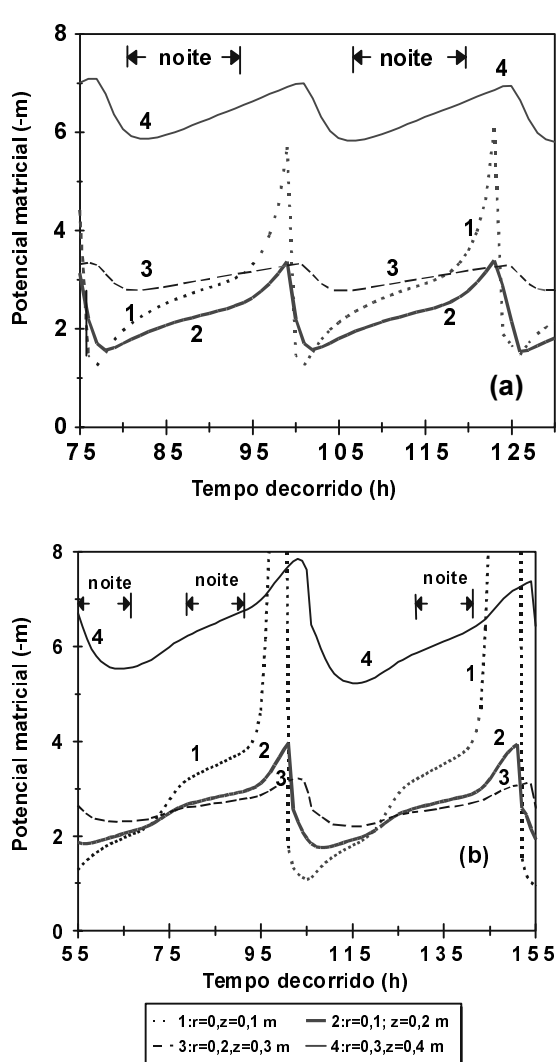 8
noite
noite
4
4
6
Potencial matricial (-m)
4
1
3
3
1
2
2
2
(a)
0
75 85 95 105 115 125
Tempo decorrido (h)
8
noite
noite
noite
4
6
4
1
Potencial matricial (-m)
4
1
2
2
3
3
2
(b)
0
55 75 95 115 135 155
Tempo decorrido (h)
1:r=0,z=0,1 m 2:r=0,1; z=0,2 m
3:r=0,2,z=0,3 m 4:r=0,3,z=0,4 m